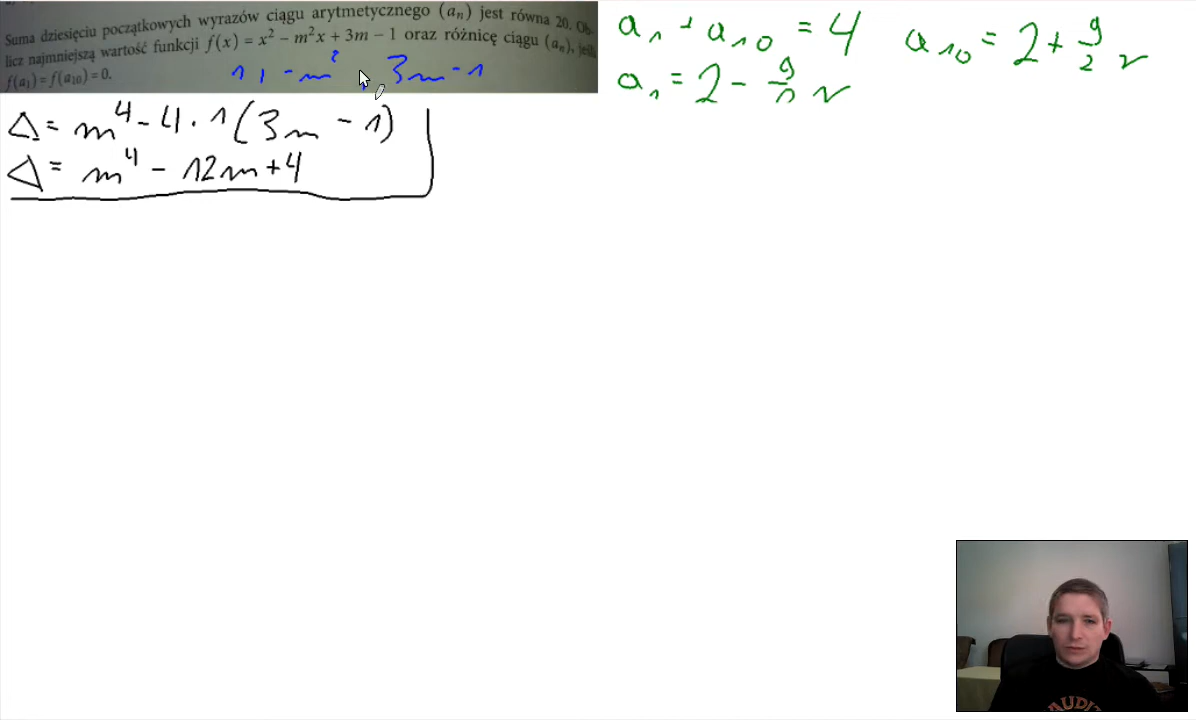 Suma dziesięciu początkowych wyrazów ciągu arytmetycznego (aₙ) jest równa 20. Ob-
licz najmniejszą wartość funkcji f(x) = x² − m²x + 3m − 1 oraz różnicę ciągu (aₙ), jeśli
f(a₁) = f(a₁₀) = 0.
1, −m², 3m−1
Δ = m⁴ − 4 · 1(3m − 1)
Δ = m⁴ − 12m + 4
a₁ + a₁₀ = 4
a₁ = 2 − 9/2 r
a₁₀ = 2 + 9/2 r
AUDIT